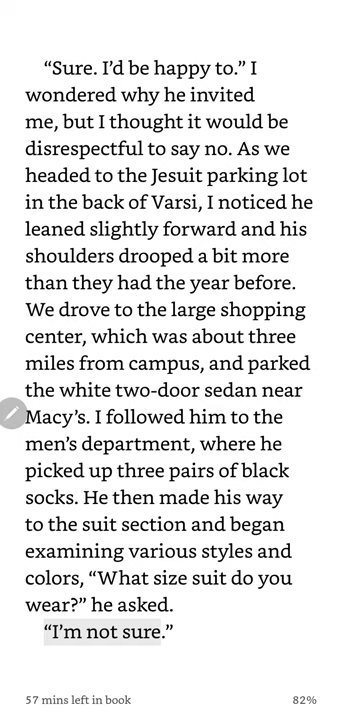 “Sure. I’d be happy to.” I
wondered why he invited
me, but I thought it would be
disrespectful to say no. As we
headed to the Jesuit parking lot
in the back of Varsi, I noticed he
leaned slightly forward and his
shoulders drooped a bit more
than they had the year before.
We drove to the large shopping
center, which was about three
miles from campus, and parked
the white two-door sedan near
Macy’s. I followed him to the
men’s department, where he
picked up three pairs of black
socks. He then made his way
to the suit section and began
examining various styles and
colors, “What size suit do you
wear?” he asked.
“I’m not sure.”
57 mins left in book 82%